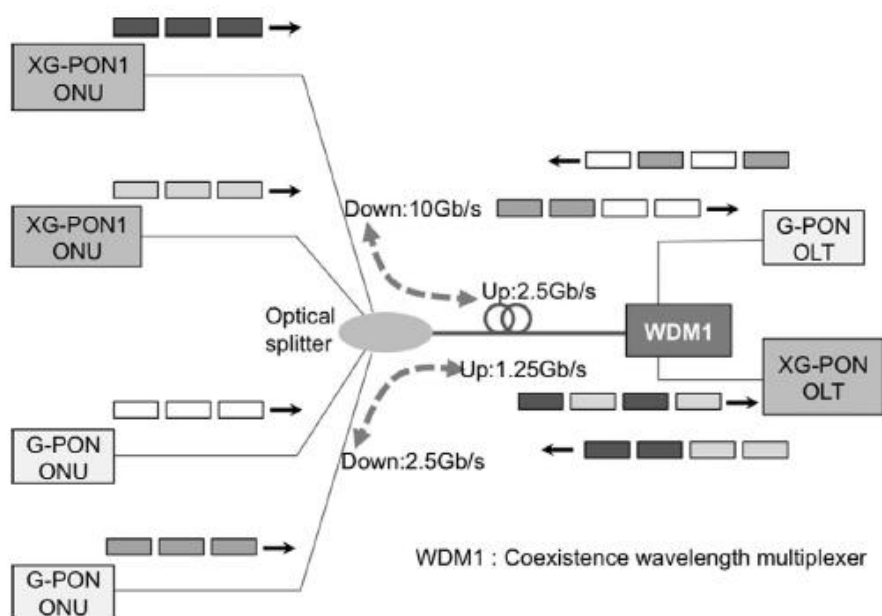 XG-PON1
ONU
XG-PON1
ONU
Down:10Gb/s
G-PON
OLT
Up:2.5Gb/s
Optical
splitter
WDM1
Up:1.25Gb/s
XG-PON
OLT
G-PON
ONU
Down:2.5Gb/s
WDM1 : Coexistence wavelength multiplexer
G-PON
ONU